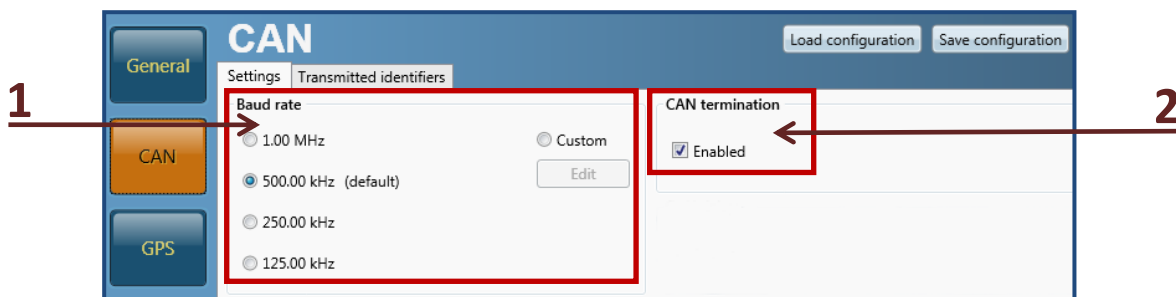 CAN
Load configuration Save configuration
General
Settings Transmitted identifiers
1
Baud rate
CAN termination
2
1.00 MHz
Custom
Enabled
CAN
500.00 kHz (default)
Edit
250.00 kHz
GPS
125.00 kHz